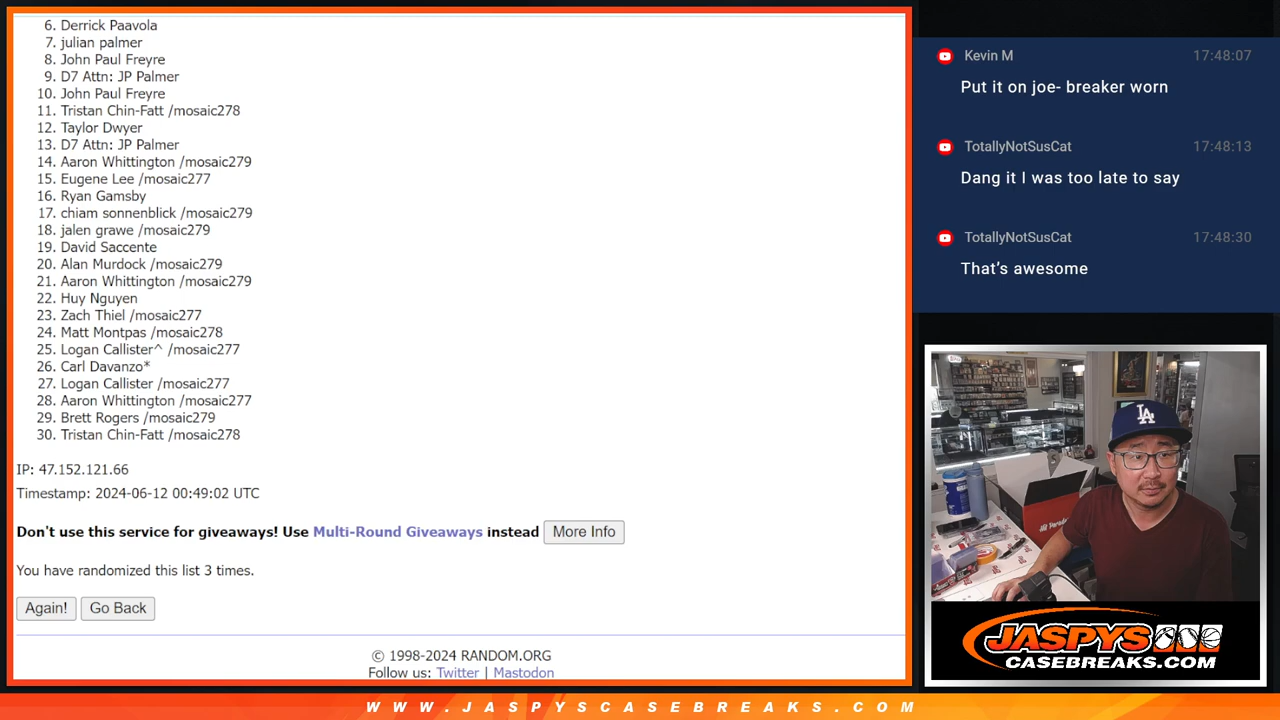 6. Derrick Paavola
7. julian palmer
8. John Paul Freyre
9. D7 Attn: JP Palmer
10. John Paul Freyre
11. Tristan Chin-Fatt /mosaic278
12. Taylor Dwyer
13. D7 Attn: JP Palmer
14. Aaron Whittington /mosaic279
15. Eugene Lee /mosaic277
16. Ryan Gamsby
17. chiam sonnenblick /mosaic279
18. jalen grawe /mosaic279
19. David Saccente
20. Alan Murdock /mosaic279
21. Aaron Whittington /mosaic279
22. Huy Nguyen
23. Zach Thiel /mosaic277
24. Matt Montpas /mosaic278
25. Logan Callister^ /mosaic277
26. Carl Davanzo*
27. Logan Callister /mosaic277
28. Aaron Whittington /mosaic277
29. Brett Rogers /mosaic279
30. Tristan Chin-Fatt /mosaic278
IP: 47.152.121.66
Timestamp: 2024-06-12 00:49:02 UTC
Don't use this service for giveaways! Use Multi-Round Giveaways instead More Info
You have randomized this list 3 times.
Again! Go Back
© 1998-2024 RANDOM.ORG
Follow us: Twitter | Mastodon
Kevin M 17:48:07
Put it on joe- breaker worn
TotallyNotSusCat 17:48:13
Dang it I was too late to say
TotallyNotSusCat 17:48:30
That's awesome
LA
Hit Parade
JASPYS
CASEBREAKS.COM
WWW.JASPYSCASEBREAKS.COM